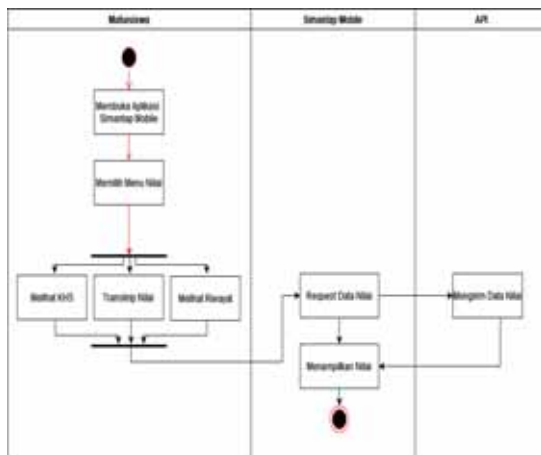 Mahasiswa
Simantap Mobile
API
Membuka Aplikasi
Simantap Mobile
Memilih Menu Nilai
Melihat KHS
Transkrip Nilai
Melihat Riwayat
Request Data Nilai
Mengirim Data Nilai
Menampilkan Nilai